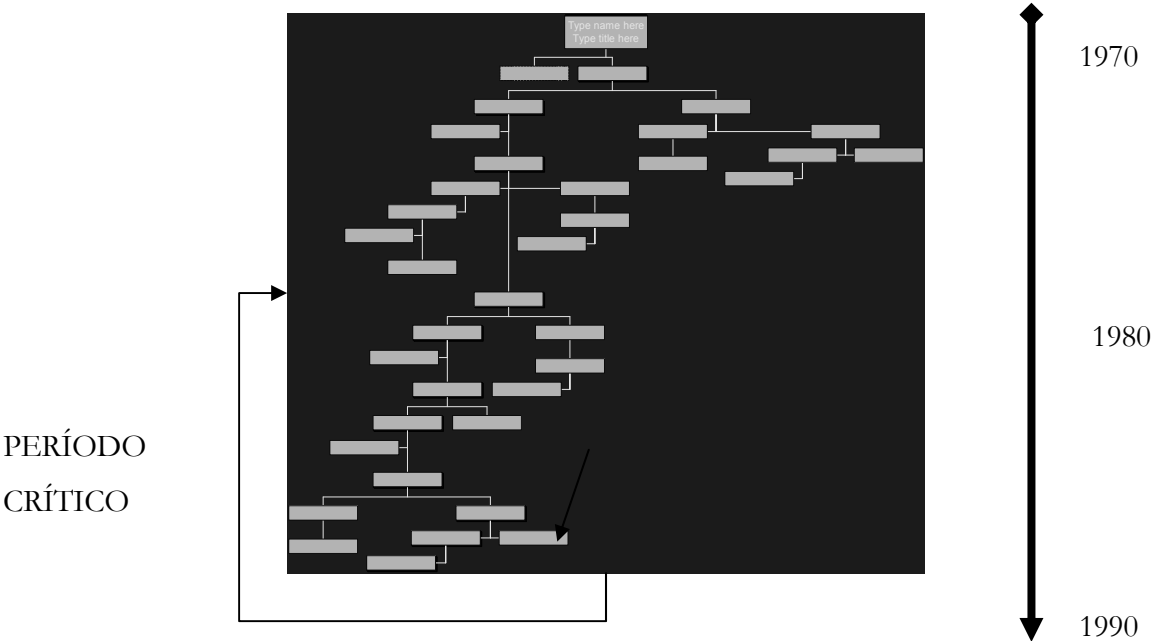 Type name here
Type title here
1970
1980
PERÍODO
CRÍTICO
1990